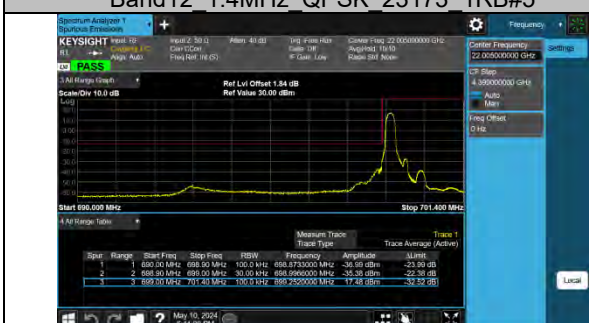 Band12_1.4MHz_QPSK_23173_1RB#5
Spectrum Analyzer 1
Spurious Emissions
Frequency
KEYSIGHT Input: RF
Input Z: 50 Ω
Atten: 40 dB
Trig: Free Run
Center Freq: 22.005000000 GHz
Coupling: DC
Corr CCorr
Gate: Off
Avg|Hold: 10/10
Align: Auto
Freq Ref: Int (S)
IF Gain: Low
Radio Std: None
PASS
Center Frequency
22.005000000 GHz
Settings
CF Step
4.399000000 GHz
Auto
Man
Freq Offset
0 Hz
3 All Range Graph
Ref Lvl Offset 1.84 dB
Scale/Div 10.0 dB
Ref Value 30.00 dBm
Log
Start 690.000 MHz
Stop 701.400 MHz
4 All Range Table
Measure Trace Trace 1
Trace Type Trace Average (Active)
Spur Range Start Freq Stop Freq RBW Frequency Amplitude ΔLimit
1 1 690.00 MHz 698.90 MHz 100.0 kHz 698.8733000 MHz -36.99 dBm -23.99 dB
2 2 698.90 MHz 699.00 MHz 30.00 kHz 698.9966000 MHz -35.38 dBm -22.38 dB
3 3 699.00 MHz 701.40 MHz 100.0 kHz 699.2520000 MHz 17.48 dBm -32.52 dB
Local
May 10, 2024